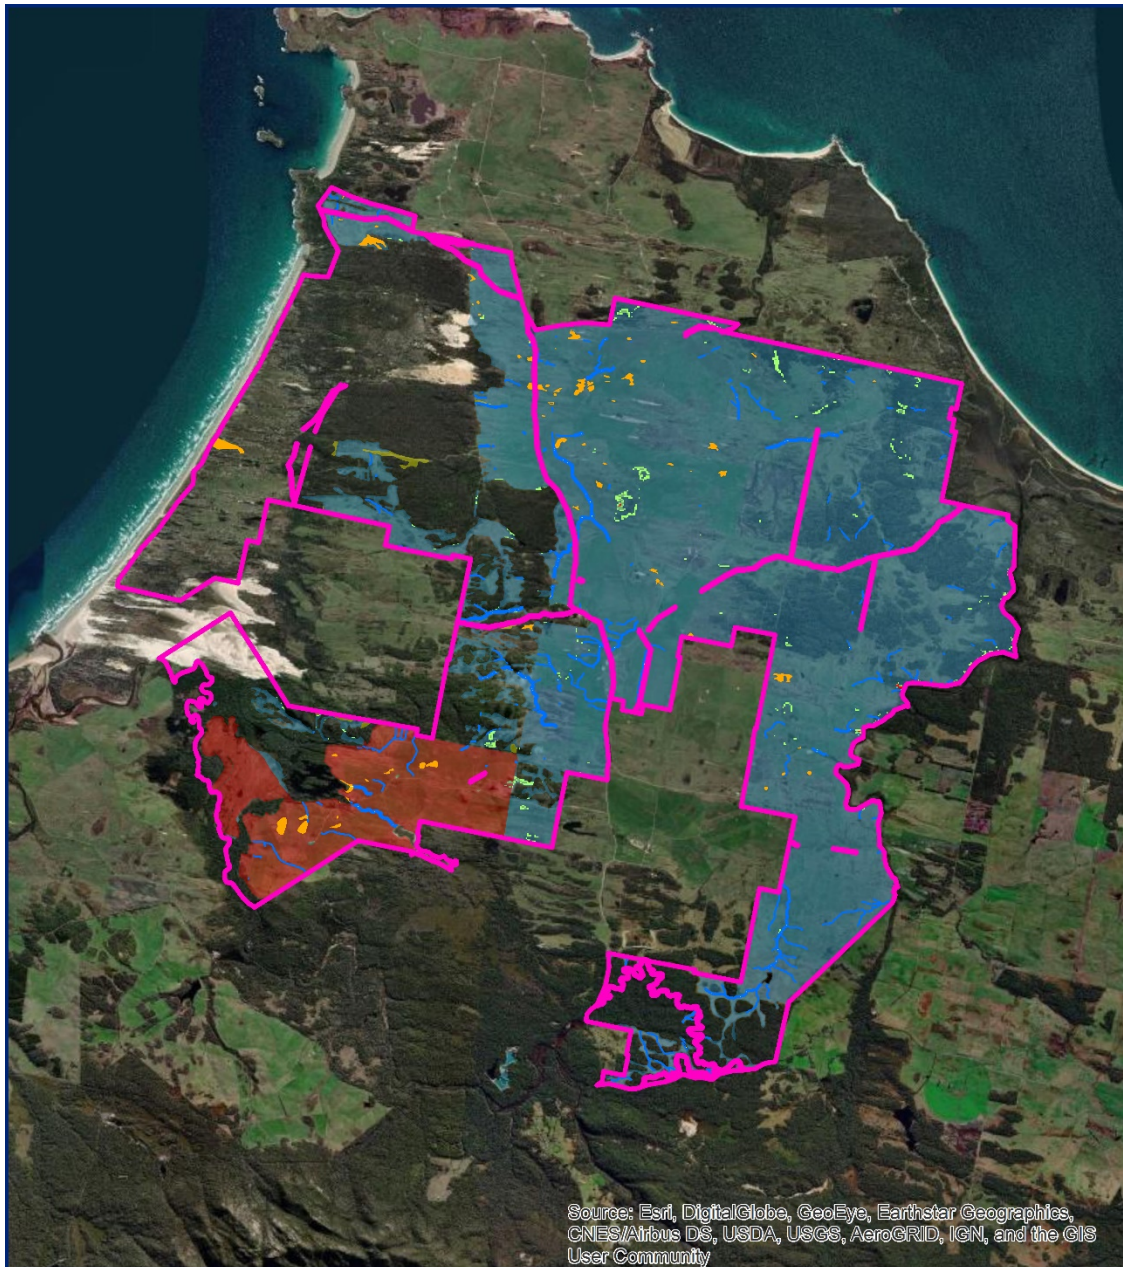 Source: Esri, DigitalGlobe, GeoEye, Earthstar Geographics,
CNES/Airbus DS, USDA, USGS, AeroGRID, IGN, and the GIS
User Community